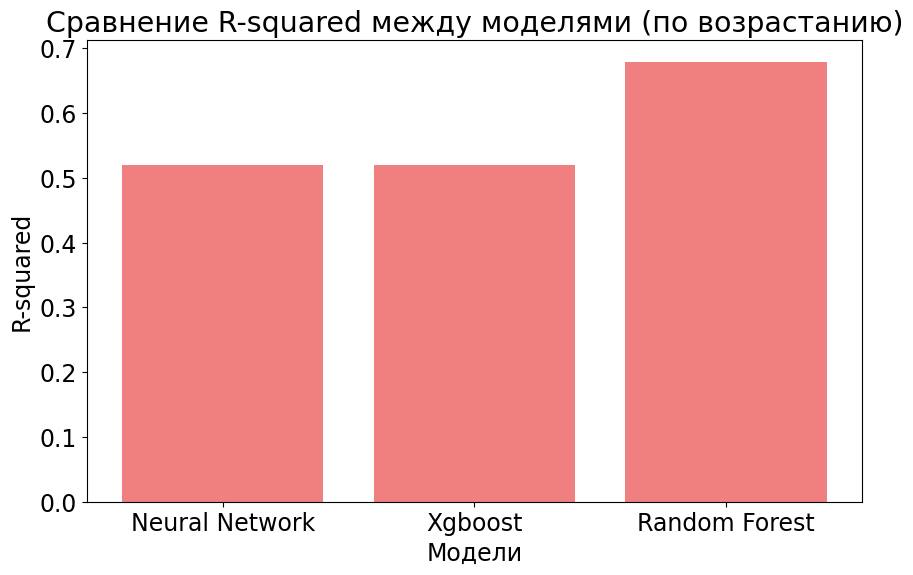 Сравнение R-squared между моделями (по возрастанию)
0.7
0.6
0.5
0.4
0.3
0.2
0.1
0.0
R-squared
Neural Network Xgboost Random Forest
Модели